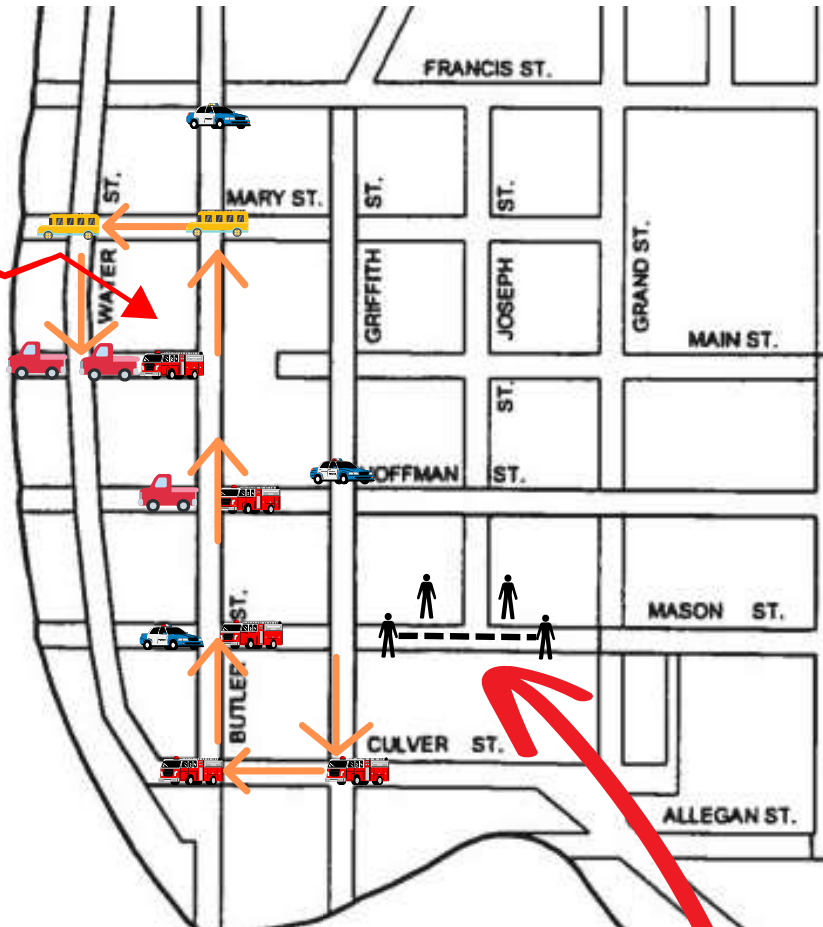 FRANCIS ST.
ST.
MARY ST.
ST.
ST.
WATER
GRIFFITH
JOSEPH
GRAND ST.
MAIN ST.
ST.
HOFFMAN ST.
BUTLER ST.
MASON ST.
CULVER ST.
ALLEGAN ST.